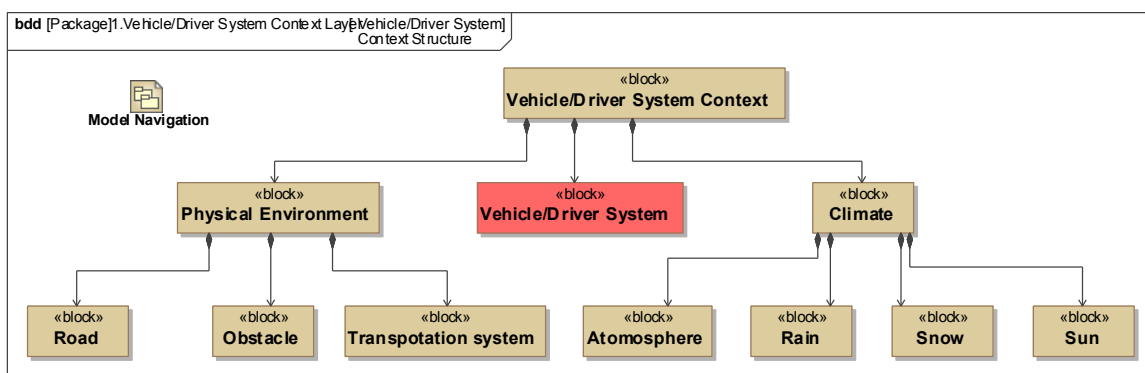 bdd [Package]1.Vehicle/Driver System Context Layer[Vehicle/Driver System]
Context Structure
Model Navigation
«block»
Vehicle/Driver System Context
«block»
Physical Environment
«block»
Vehicle/Driver System
«block»
Climate
«block»
Road
«block»
Obstacle
«block»
Transpotation system
«block»
Atomosphere
«block»
Rain
«block»
Snow
«block»
Sun